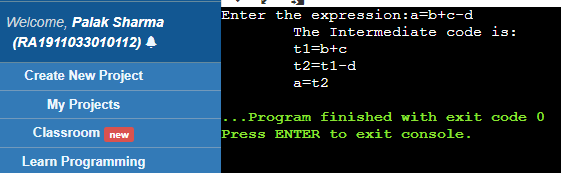 Welcome, Palak Sharma
(RA1911033010112)
Create New Project
My Projects
Classroom new
Learn Programming
Enter the expression:a=b+c-d
The Intermediate code is:
t1=b+c
t2=t1-d
a=t2
...Program finished with exit code 0
Press ENTER to exit console.